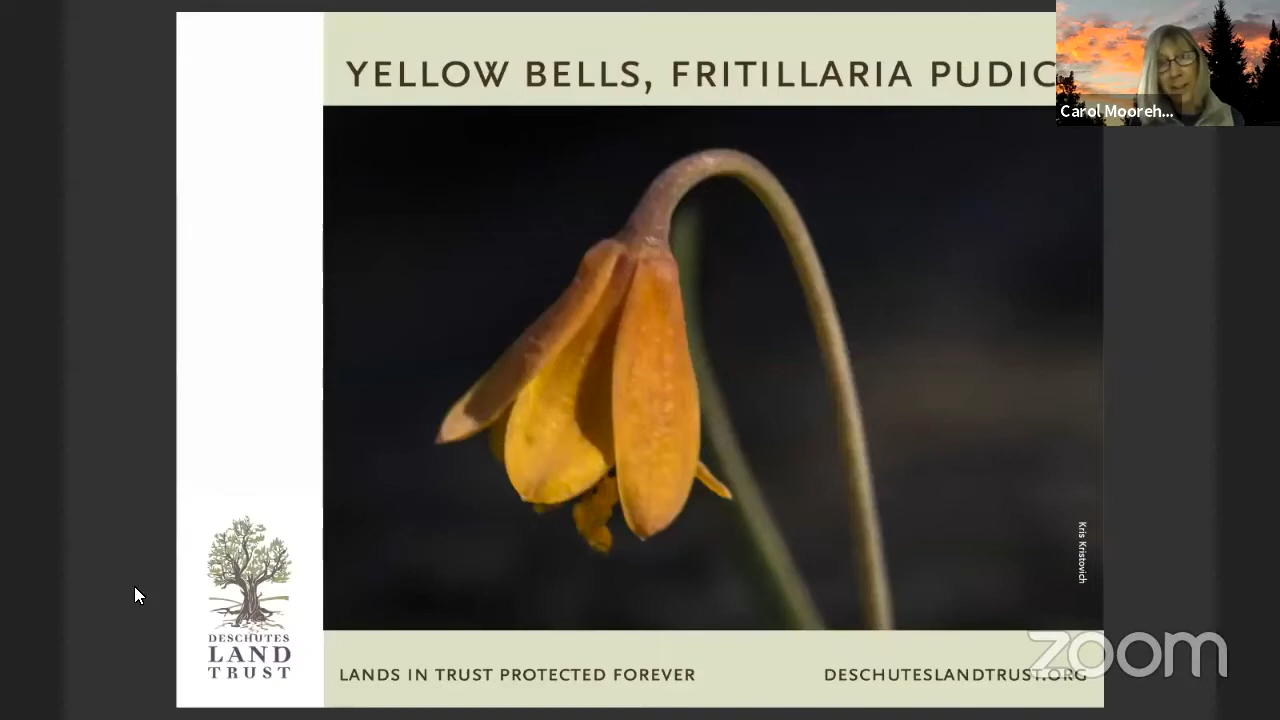 YELLOW BELLS, FRITILLARIA PUDIC
Carol Mooreh...
Kris Kristovich
DESCHUTES
LAND
TRUST
LANDS IN TRUST PROTECTED FOREVER
DESCHUTESLANDTRUST.ORG
zoom